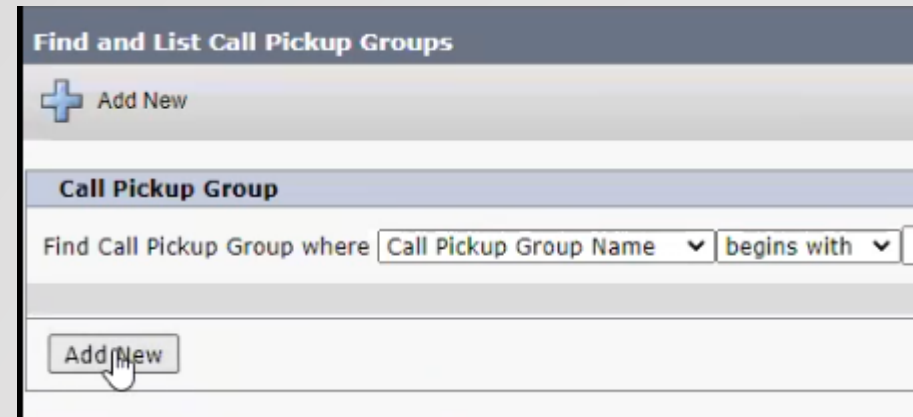 Find and List Call Pickup Groups
Add New
Call Pickup Group
Find Call Pickup Group where Call Pickup Group Name begins with
Add New